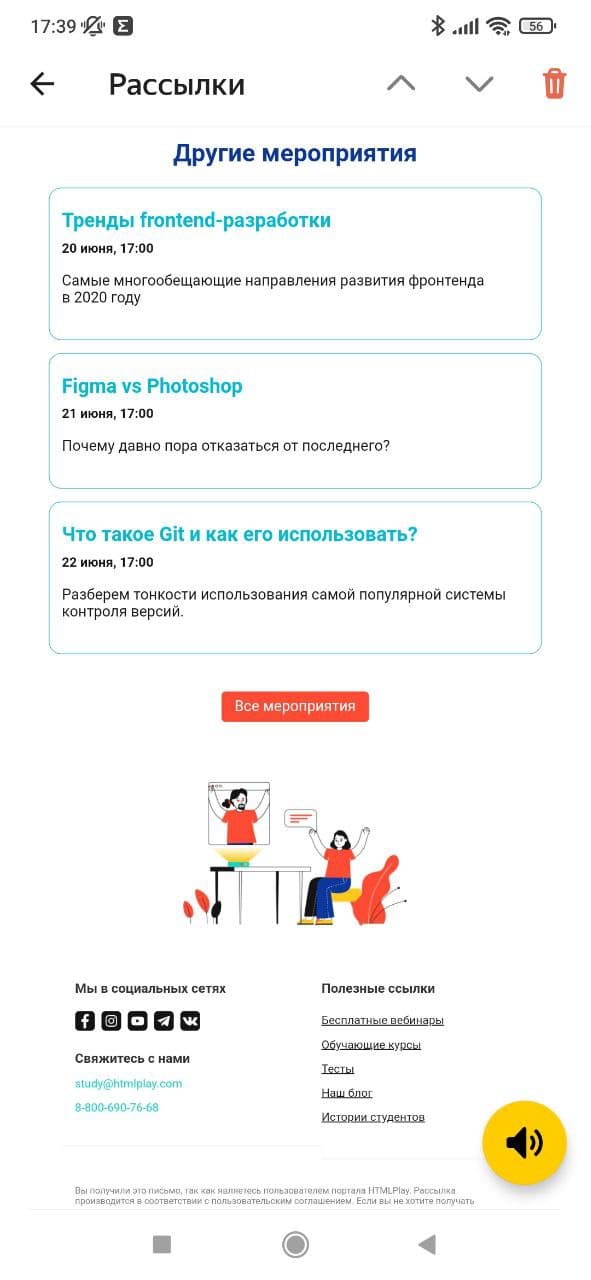 17:39
56
Рассылки
Другие мероприятия
Тренды frontend-разработки
20 июня, 17:00
Самые многообещающие направления развития фронтенда
в 2020 году
Figma vs Photoshop
21 июня, 17:00
Почему давно пора отказаться от последнего?
Что такое Git и как его использовать?
22 июня, 17:00
Разберем тонкости использования самой популярной системы
контроля версий.
Все мероприятия
Мы в социальных сетях
Свяжитесь с нами
study@htmlplay.com
8-800-690-76-68
Полезные ссылки
Бесплатные вебинары
Обучающие курсы
Тесты
Наш блог
Истории студентов
Вы получили это письмо, так как являетесь пользователем портала HTMLPlay. Рассылка
производится в соответствии с пользовательским соглашением. Если вы не хотите получать